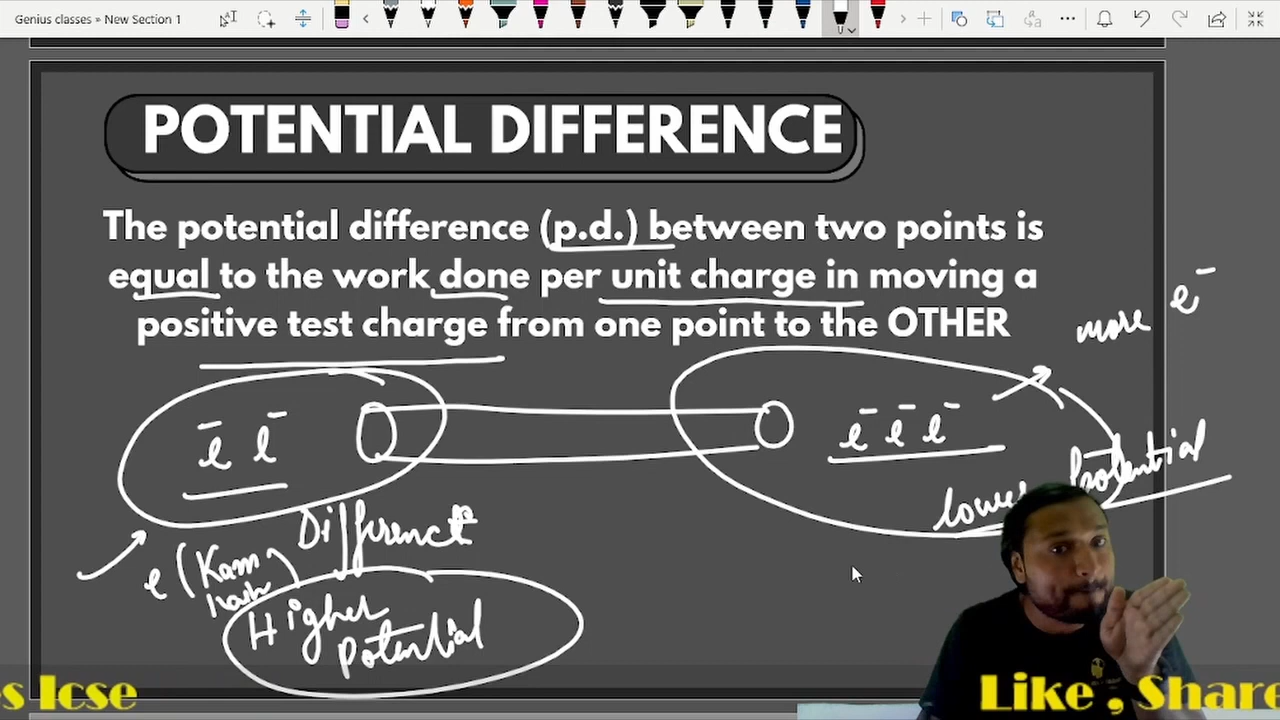 Genius classes » New Section 1
POTENTIAL DIFFERENCE
The potential difference (p.d.) between two points is
equal to the work done per unit charge in moving a
positive test charge from one point to the OTHER
more e⁻
e⁻ e⁻
e⁻ e⁻ e⁻
lower Potential
Difference
e (Kam
Higher
Potential
s Icse
Like , Share